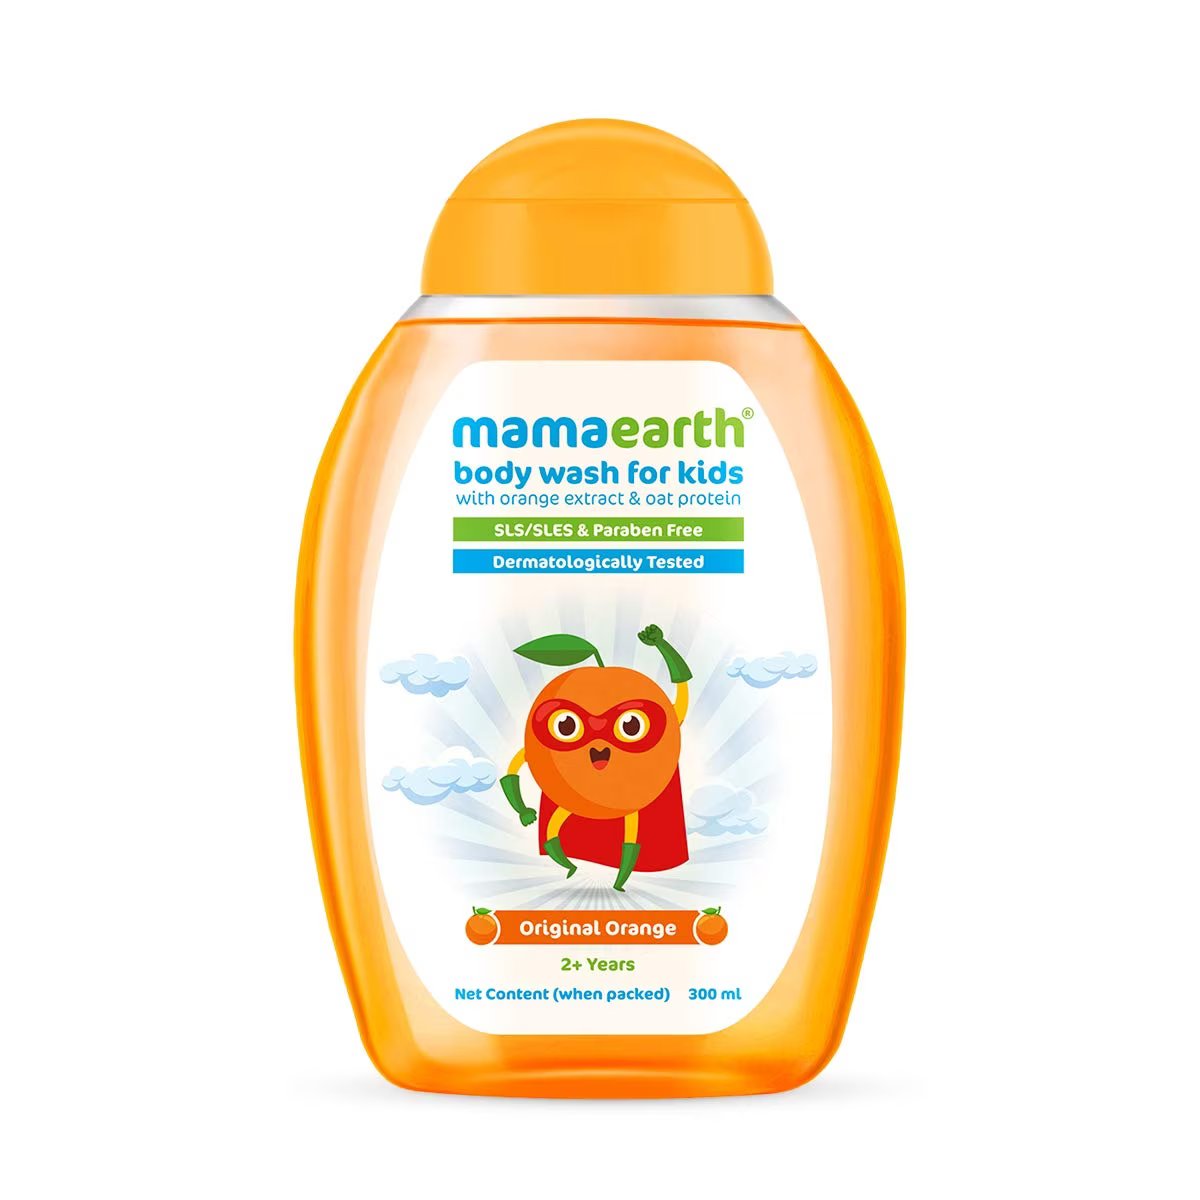 mamaearth®
body wash for kids
with orange extract & oat protein
SLS/SLES & Paraben Free
Dermatologically Tested
Original Orange
2+ Years
Net Content (when packed) 300 ml